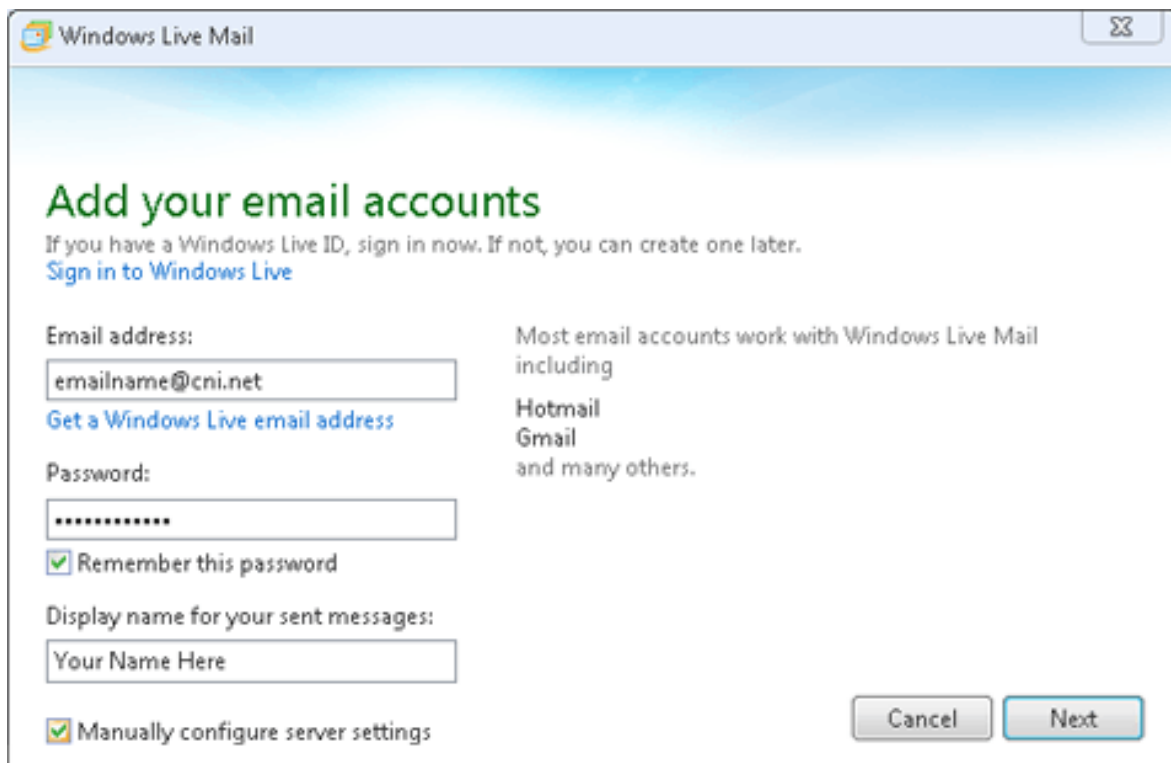 Windows Live Mail
Add your email accounts
If you have a Windows Live ID, sign in now. If not, you can create one later.
Sign in to Windows Live
Email address:
emailname@cni.net
Get a Windows Live email address
Password:
••••••••••••
Remember this password
Display name for your sent messages:
Your Name Here
Manually configure server settings
Most email accounts work with Windows Live Mail
including
Hotmail
Gmail
and many others.
Cancel
Next